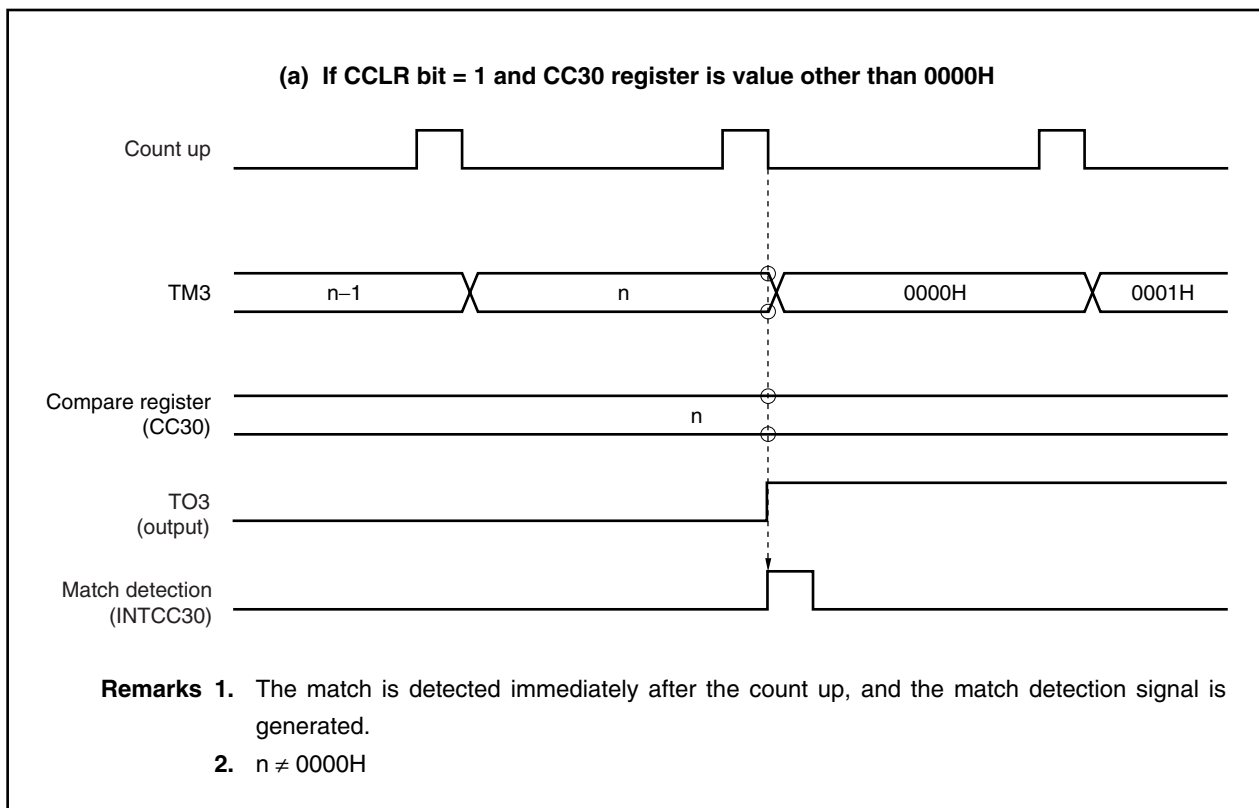 (a) If CCLR bit = 1 and CC30 register is value other than 0000H
Count up
TM3
n–1
n
0000H
0001H
Compare register
(CC30)
n
TO3
(output)
Match detection
(INTCC30)
Remarks 1. The match is detected immediately after the count up, and the match detection signal is
generated.
2. n ≠ 0000H